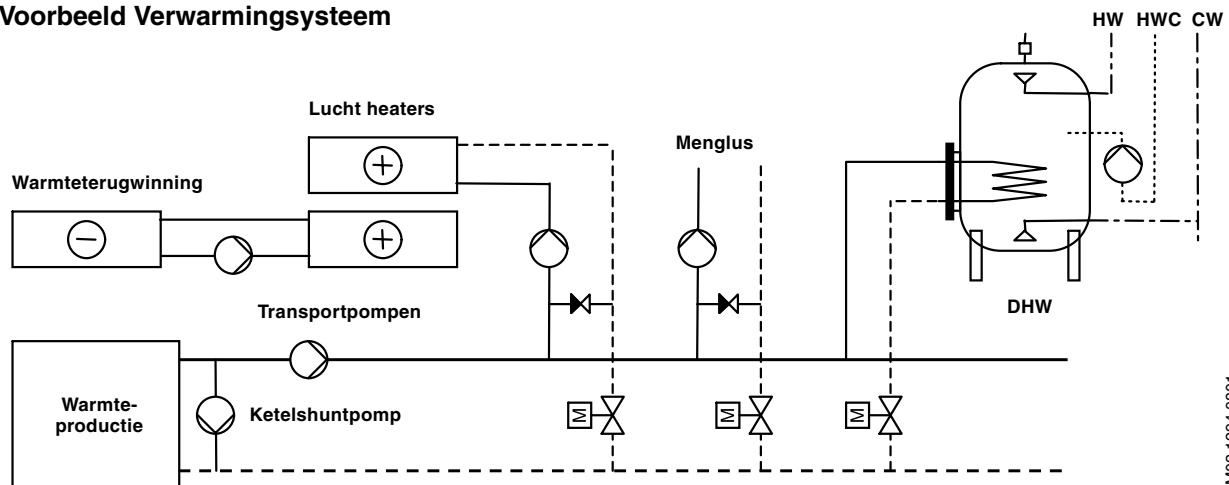 Voorbeeld Verwarmingsysteem
HW HWC CW
Lucht heaters
Menglus
Warmteterugwinning
DHW
Transportpompen
Warmte-
productie
Ketelshuntpomp
M
M
M